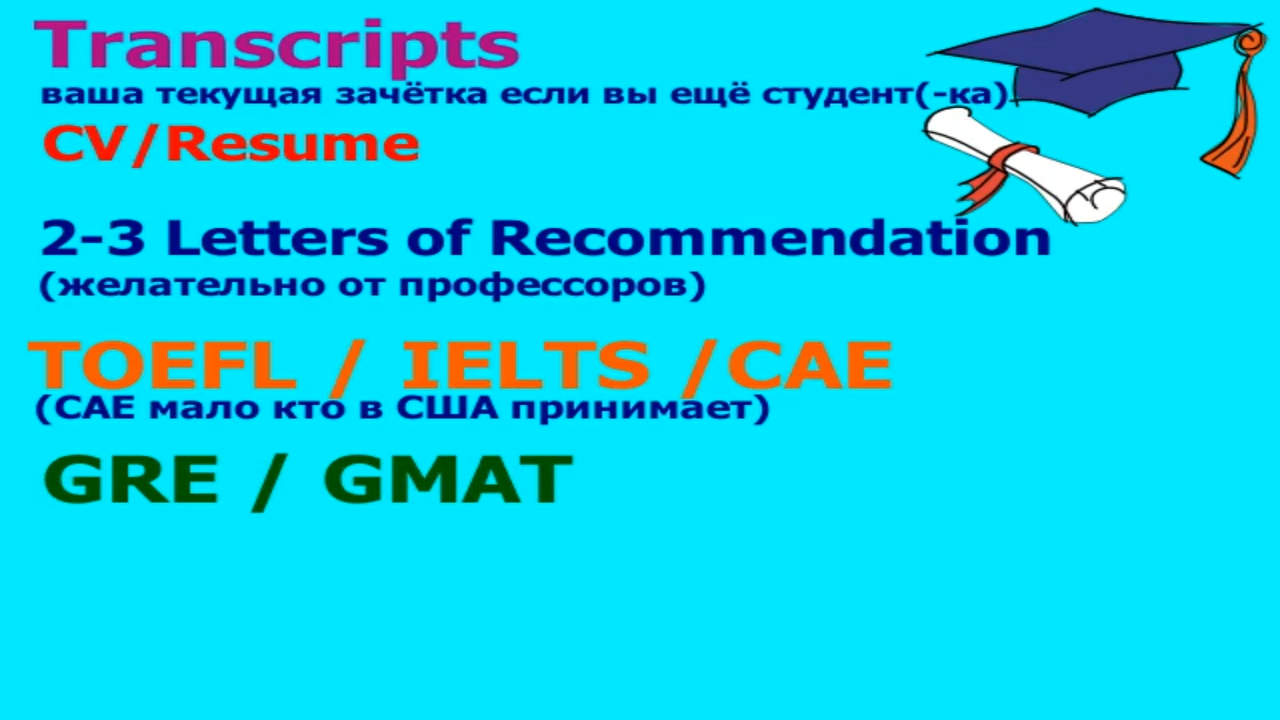 Transcripts
ваша текущая зачётка если вы ещё студент(-ка)
CV/Resume
2-3 Letters of Recommendation
(желательно от профессоров)
TOEFL / IELTS /CAE
(CAE мало кто в США принимает)
GRE / GMAT